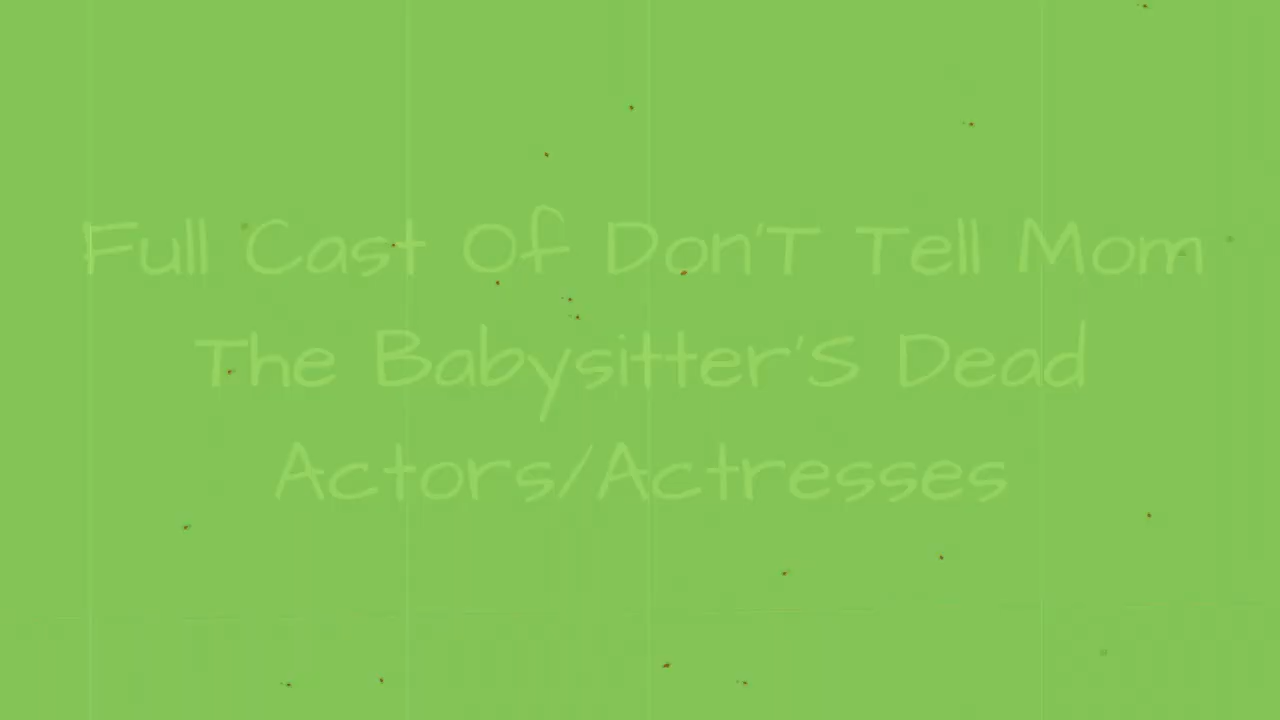 Full Cast Of Don'T Tell Mom
The Babysitter'S Dead
Actors/Actresses